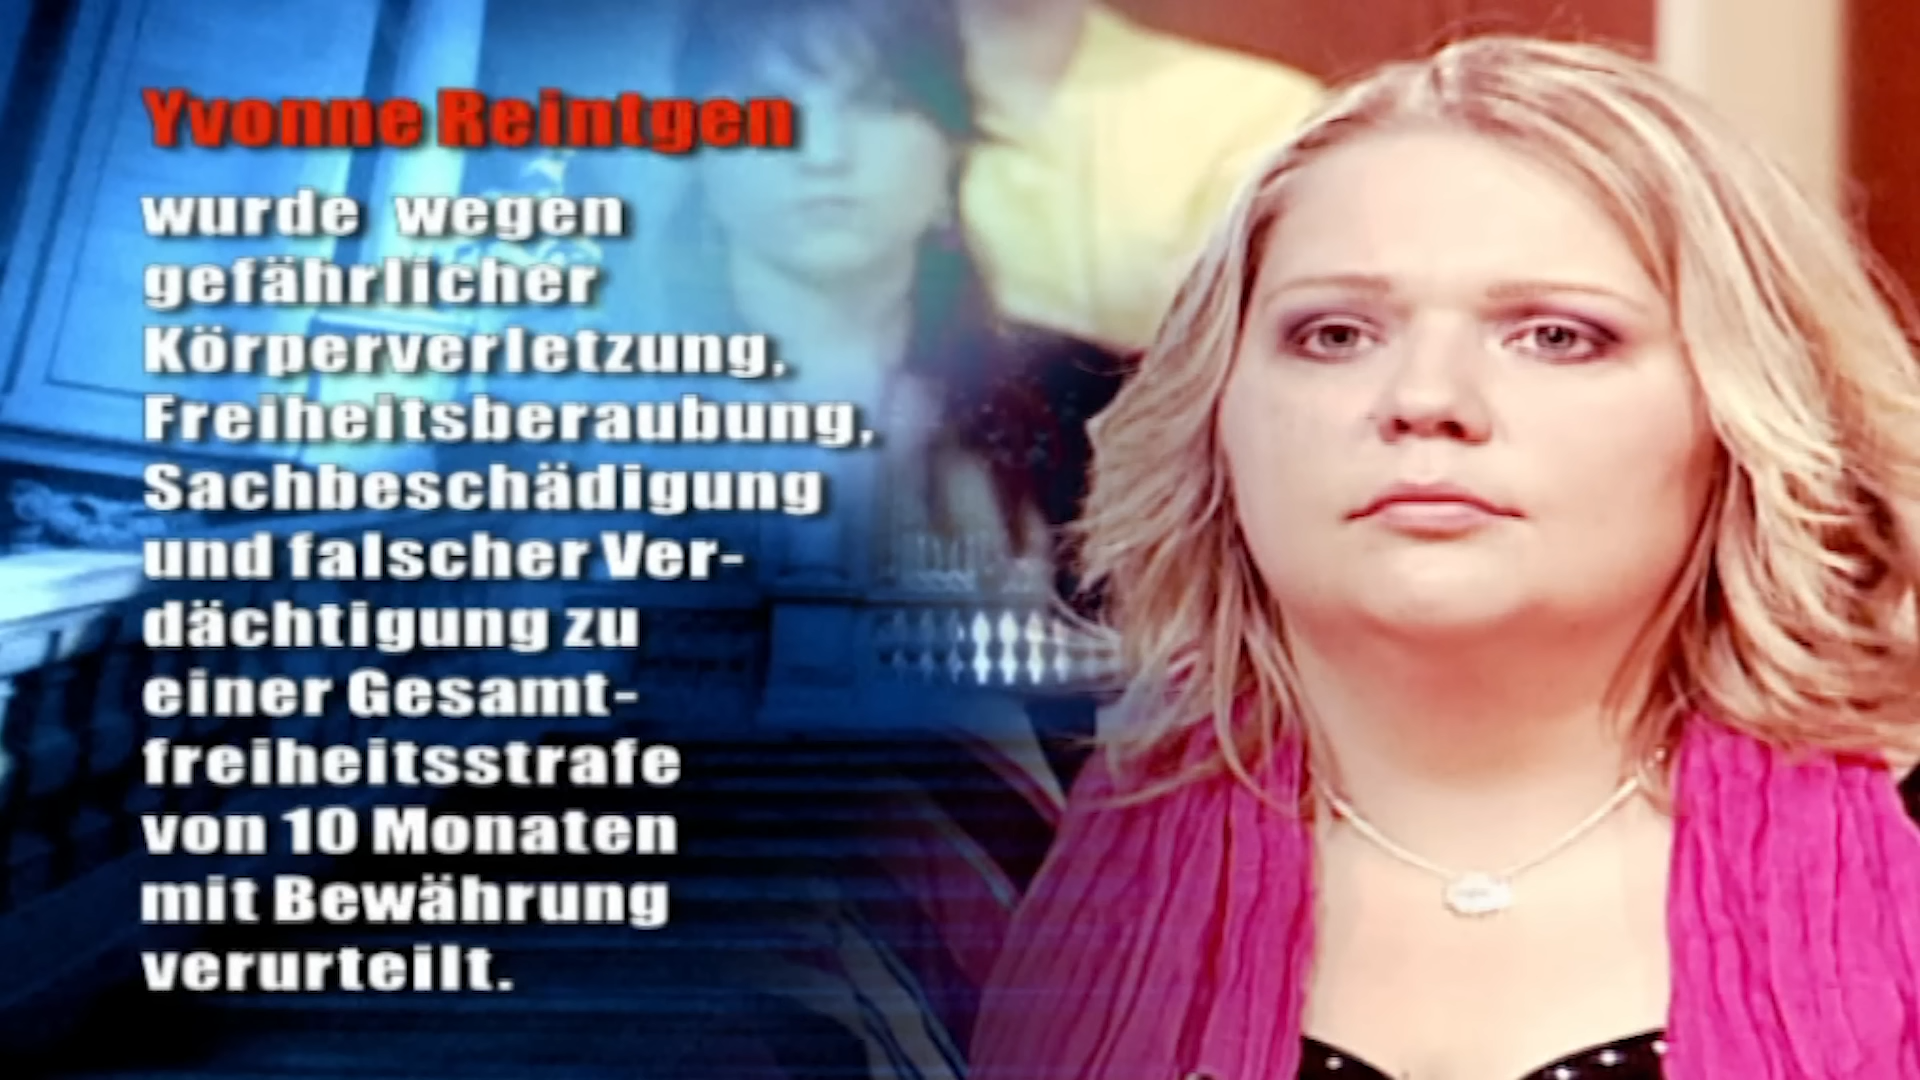 Yvonne Reintgen
wurde wegen
gefährlicher
Körperverletzung,
Freiheitsberaubung,
Sachbeschädigung
und falscher Ver-
dächtigung zu
einer Gesamt-
freiheitsstrafe
von 10 Monaten
mit Bewährung
verurteilt.